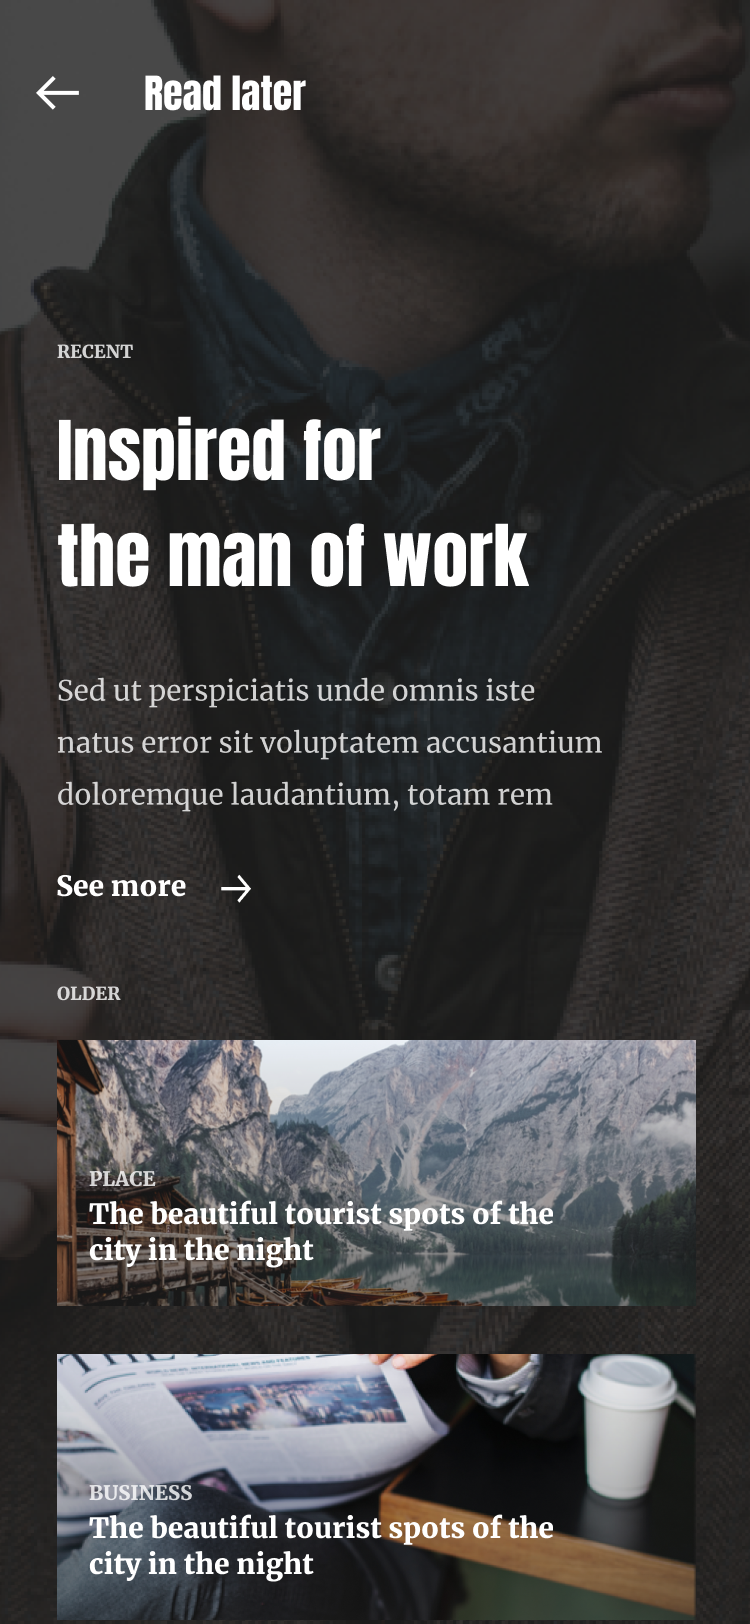 Read later
RECENT
Inspired for
the man of work
Sed ut perspiciatis unde omnis iste
natus error sit voluptatem accusantium
doloremque laudantium, totam rem
See more
OLDER
PLACE
The beautiful tourist spots of the
city in the night
BUSINESS
The beautiful tourist spots of the
city in the night